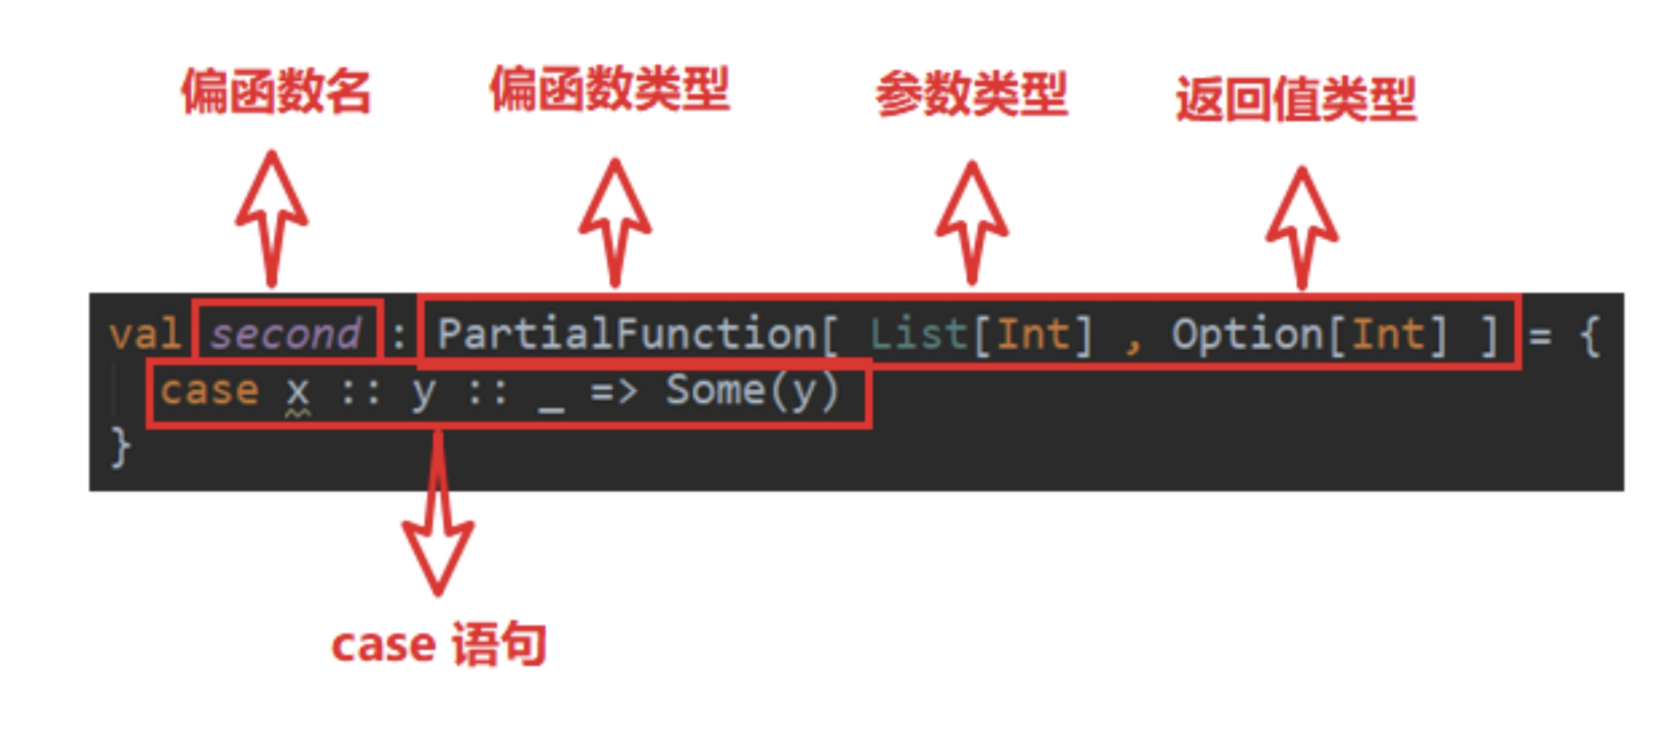 偏函数名 偏函数类型 参数类型 返回值类型
val second : PartialFunction[ List[Int] , Option[Int] ] = {
case x :: y :: _ => Some(y)
}
case 语句